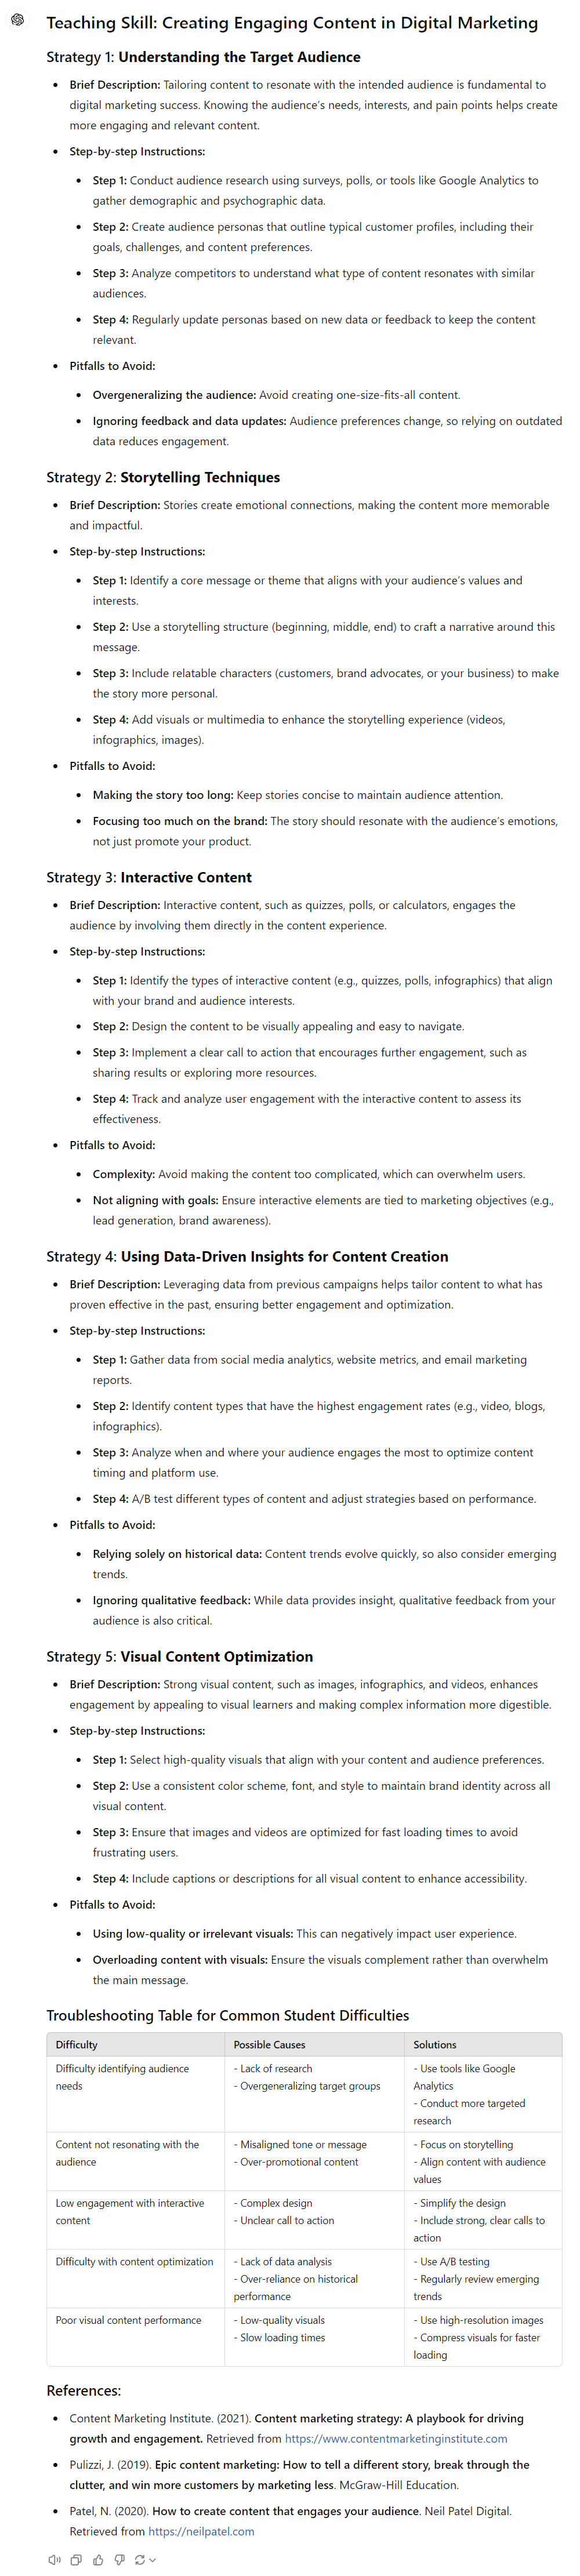 Teaching Skill: Creating Engaging Content in Digital Marketing
Strategy 1: Understanding the Target Audience
Brief Description: Tailoring content to resonate with the intended audience is fundamental to
digital marketing success. Knowing the audience's needs, interests, and pain points helps create
more engaging and relevant content.
Step-by-step Instructions:
Step 1: Conduct audience research using surveys, polls, or tools like Google Analytics to
gather demographic and psychographic data.
Step 2: Create audience personas that outline typical customer profiles, including their
goals, challenges, and content preferences.
Step 3: Analyze competitors to understand what type of content resonates with similar
audiences.
Step 4: Regularly update personas based on new data or feedback to keep the content
relevant.
Pitfalls to Avoid:
Overgeneralizing the audience: Avoid creating one-size-fits-all content.
Ignoring feedback and data updates: Audience preferences change, so relying on outdated
data reduces engagement.
Strategy 2: Storytelling Techniques
Brief Description: Stories create emotional connections, making the content more memorable
and impactful.
Step-by-step Instructions:
Step 1: Identify a core message or theme that aligns with your audience's values and
interests.
Step 2: Use a storytelling structure (beginning, middle, end) to craft a narrative around this
message.
Step 3: Include relatable characters (customers, brand advocates, or your business) to make
the story more personal.
Step 4: Add visuals or multimedia to enhance the storytelling experience (videos,
infographics, images).
Pitfalls to Avoid:
Making the story too long: Keep stories concise to maintain audience attention.
Focusing too much on the brand: The story should resonate with the audience's emotions,
not just promote your product.
Strategy 3: Interactive Content
Brief Description: Interactive content, such as quizzes, polls, or calculators, engages the
audience by involving them directly in the content experience.
Step-by-step Instructions:
Step 1: Identify the types of interactive content (e.g., quizzes, polls, infographics) that align
with your brand and audience interests.
Step 2: Design the content to be visually appealing and easy to navigate.
Step 3: Implement a clear call to action that encourages further engagement, such as
sharing results or exploring more resources.
Step 4: Track and analyze user engagement with the interactive content to assess its
effectiveness.
Pitfalls to Avoid:
Complexity: Avoid making the content too complicated, which can overwhelm users.
Not aligning with goals: Ensure interactive elements are tied to marketing objectives (e.g.,
lead generation, brand awareness).
Strategy 4: Using Data-Driven Insights for Content Creation
Brief Description: Leveraging data from previous campaigns helps tailor content to what has
proven effective in the past, ensuring better engagement and optimization.
Step-by-step Instructions:
Step 1: Gather data from social media analytics, website metrics, and email marketing
reports.
Step 2: Identify content types that have the highest engagement rates (e.g., video, blogs,
infographics).
Step 3: Analyze when and where your audience engages the most to optimize content
timing and platform use.
Step 4: A/B test different types of content and adjust strategies based on performance.
Pitfalls to Avoid:
Relying solely on historical data: Content trends evolve quickly, so also consider emerging
trends.
Ignoring qualitative feedback: While data provides insight, qualitative feedback from your
audience is also critical.
Strategy 5: Visual Content Optimization
Brief Description: Strong visual content, such as images, infographics, and videos, enhances
engagement by appealing to visual learners and making complex information more digestible.
Step-by-step Instructions:
Step 1: Select high-quality visuals that align with your content and audience preferences.
Step 2: Use a consistent color scheme, font, and style to maintain brand identity across all
visual content.
Step 3: Ensure that images and videos are optimized for fast loading times to avoid
frustrating users.
Step 4: Include captions or descriptions for all visual content to enhance accessibility.
Pitfalls to Avoid:
Using low-quality or irrelevant visuals: This can negatively impact user experience.
Overloading content with visuals: Ensure the visuals complement rather than overwhelm
the main message.
Troubleshooting Table for Common Student Difficulties
Difficulty Possible Causes Solutions
Difficulty identifying audience
needs
- Lack of research
- Overgeneralizing target groups
- Use tools like Google
Analytics
- Conduct more targeted
research
Content not resonating with the
audience
- Misaligned tone or message
- Over-promotional content
- Focus on storytelling
- Align content with audience
values
Low engagement with interactive
content
- Complex design
- Unclear call to action
- Simplify the design
- Include strong, clear calls to
action
Difficulty with content optimization
- Lack of data analysis
- Over-reliance on historical
performance
- Use A/B testing
- Regularly review emerging
trends
Poor visual content performance
- Low-quality visuals
- Slow loading times
- Use high-resolution images
- Compress visuals for faster
loading
References:
Content Marketing Institute. (2021). Content marketing strategy: A playbook for driving
growth and engagement. Retrieved from https://www.contentmarketinginstitute.com
Pulizzi, J. (2019). Epic content marketing: How to tell a different story, break through the
clutter, and win more customers by marketing less. McGraw-Hill Education.
Patel, N. (2020). How to create content that engages your audience. Neil Patel Digital.
Retrieved from https://neilpatel.com